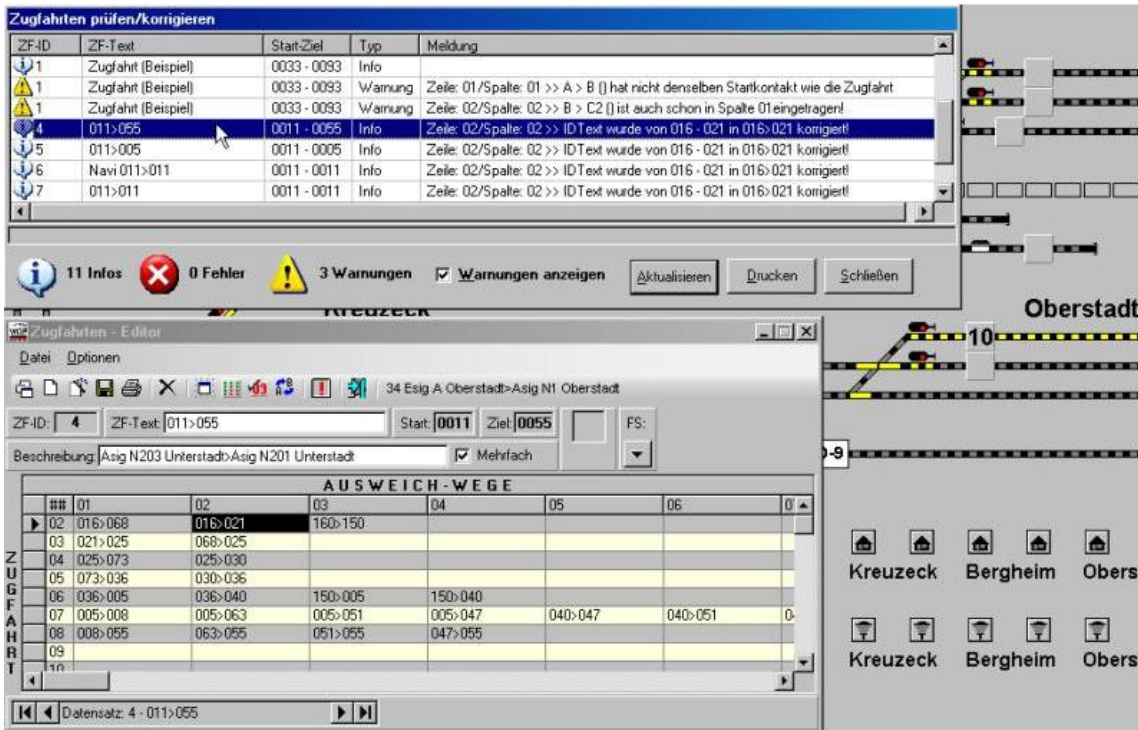 Zugfahrten prüfen/korrigieren
ZF-ID ZF-Text Start-Ziel Typ Meldung
1 Zugfahrt (Beispiel) 0033 - 0093 Info
1 Zugfahrt (Beispiel) 0033 - 0093 Warnung Zeile: 01/Spalte: 01 >> A > B () hat nicht denselben Startkontakt wie die Zugfahrt
1 Zugfahrt (Beispiel) 0033 - 0093 Warnung Zeile: 02/Spalte: 02 >> B > C2 () ist auch schon in Spalte 01 eingetragen!
4 011>055 0011 - 0055 Info Zeile: 02/Spalte: 02 >> IDText wurde von 016 - 021 in 016>021 korrigiert!
5 011>005 0011 - 0005 Info Zeile: 02/Spalte: 02 >> IDText wurde von 016 - 021 in 016>021 korrigiert!
6 Navi 011>011 0011 - 0011 Info Zeile: 02/Spalte: 02 >> IDText wurde von 016 - 021 in 016>021 korrigiert!
7 011>011 0011 - 0011 Info Zeile: 02/Spalte: 02 >> IDText wurde von 016 - 021 in 016>021 korrigiert!
11 Infos 0 Fehler 3 Warnungen Warnungen anzeigen Aktualisieren Drucken Schließen
Kreuzeck
Oberstadt
10
Zugfahrten - Editor
Datei Optionen
34 Esig A Oberstadt>Asig N1 Oberstadt
ZF-ID: 4 ZF-Text: 011>055 Start: 0011 Ziel: 0055 FS:
Beschreibung: Asig N203 Unterstadt>Asig N201 Unterstadt Mehrfach
-9
AUSWEICH-WEGE
ZUGFAHRT
## 01 02 03 04 05 06
02 016>068 016>021 160>150
03 021>025 068>025
04 025>073 025>030
05 073>036 030>036
06 036>005 036>040 150>005 150>040
07 005>008 005>063 005>051 005>047 040>047 040>051
08 008>055 063>055 051>055 047>055
09
10
Datensatz: 4 - 011>055
Kreuzeck Bergheim Obers
Kreuzeck Bergheim Obers